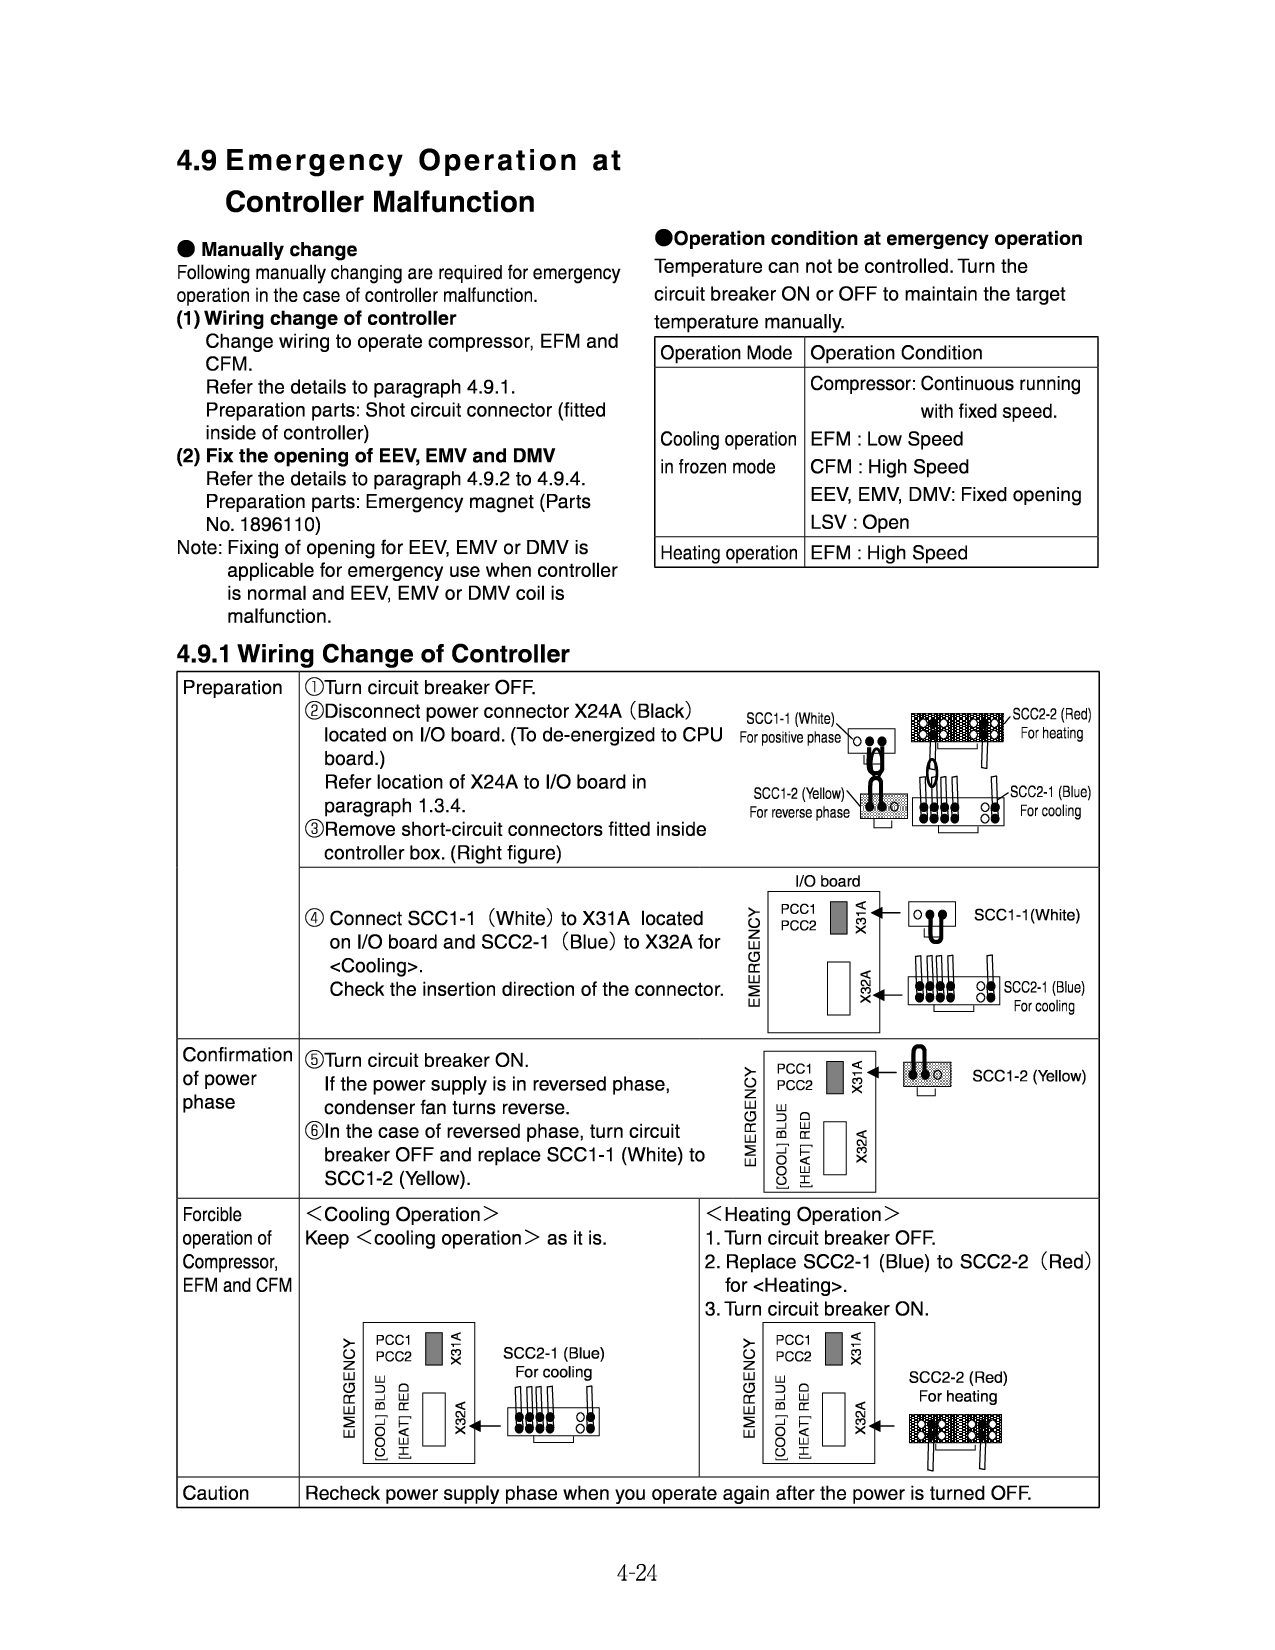 4.9 Emergency Operation at
Controller Malfunction
● Manually change
Following manually changing are required for emergency
operation in the case of controller malfunction.
(1) Wiring change of controller
Change wiring to operate compressor, EFM and
CFM.
Refer the details to paragraph 4.9.1.
Preparation parts: Shot circuit connector (fitted
inside of controller)
(2) Fix the opening of EEV, EMV and DMV
Refer the details to paragraph 4.9.2 to 4.9.4.
Preparation parts: Emergency magnet (Parts
No. 1896110)
Note: Fixing of opening for EEV, EMV or DMV is
applicable for emergency use when controller
is normal and EEV, EMV or DMV coil is
malfunction.
●Operation condition at emergency operation
Temperature can not be controlled. Turn the
circuit breaker ON or OFF to maintain the target
temperature manually.
Operation Mode Operation Condition
Cooling operation
in frozen mode
Compressor: Continuous running
with fixed speed.
EFM : Low Speed
CFM : High Speed
EEV, EMV, DMV: Fixed opening
LSV : Open
Heating operation EFM : High Speed
4.9.1 Wiring Change of Controller
Preparation
①Turn circuit breaker OFF.
②Disconnect power connector X24A（Black）
located on I/O board. (To de-energized to CPU
board.)
Refer location of X24A to I/O board in
paragraph 1.3.4.
③Remove short-circuit connectors fitted inside
controller box. (Right figure)
SCC1-1 (White)
For positive phase
SCC1-2 (Yellow)
For reverse phase
SCC2-2 (Red)
For heating
SCC2-1 (Blue)
For cooling
④ Connect SCC1-1（White）to X31A located
on I/O board and SCC2-1（Blue）to X32A for
<Cooling>.
Check the insertion direction of the connector.
I/O board
EMERGENCY
PCC1
PCC2
X31A
X32A
SCC1-1(White)
SCC2-1 (Blue)
For cooling
Confirmation
of power
phase
⑤Turn circuit breaker ON.
If the power supply is in reversed phase,
condenser fan turns reverse.
⑥In the case of reversed phase, turn circuit
breaker OFF and replace SCC1-1 (White) to
SCC1-2 (Yellow).
EMERGENCY
PCC1
PCC2
[COOL] BLUE
[HEAT] RED
X31A
X32A
SCC1-2 (Yellow)
Forcible
operation of
Compressor,
EFM and CFM
＜Cooling Operation＞
Keep ＜cooling operation＞ as it is.
EMERGENCY
PCC1
PCC2
[COOL] BLUE
[HEAT] RED
X31A
X32A
SCC2-1 (Blue)
For cooling
＜Heating Operation＞
1. Turn circuit breaker OFF.
2. Replace SCC2-1 (Blue) to SCC2-2（Red）
for <Heating>.
3. Turn circuit breaker ON.
EMERGENCY
PCC1
PCC2
[COOL] BLUE
[HEAT] RED
X31A
X32A
SCC2-2 (Red)
For heating
Caution
Recheck power supply phase when you operate again after the power is turned OFF.
4-24